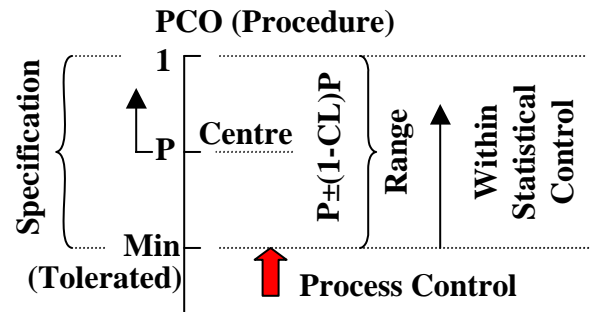 PCO (Procedure)
1
Specification
P
Centre
P±(1-CL)P
Range
Within
Statistical
Control
Min
(Tolerated)
Process Control